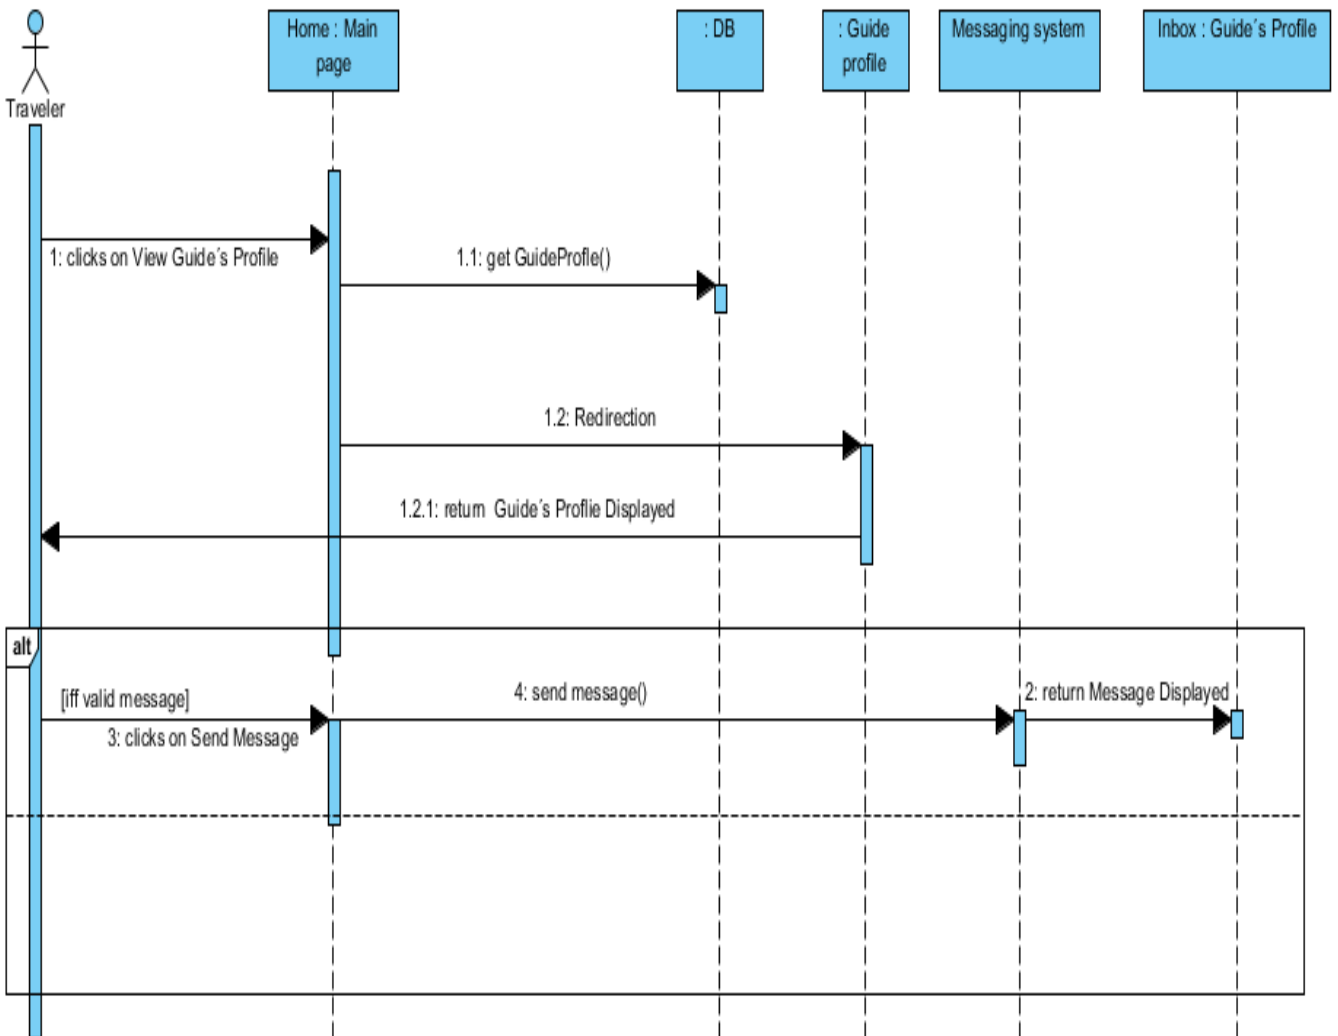 Home : Main
page
: DB
: Guide
profile
Messaging system
Inbox : Guide´s Profile
Traveler
1: clicks on View Guide´s Profile
1.1: get GuideProfle()
1.2: Redirection
1.2.1: return Guide´s Proflie Displayed
alt
[iff valid message]
4: send message()
2: return Message Displayed
3: clicks on Send Message